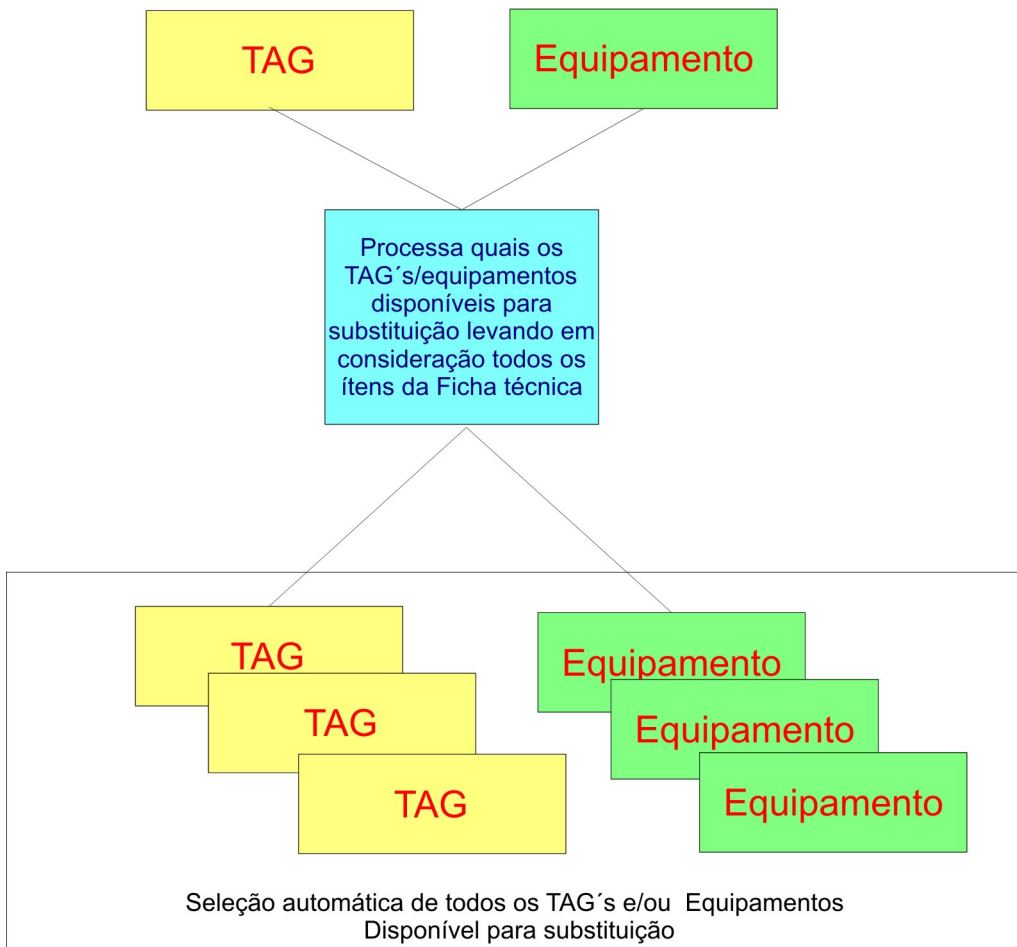 TAG
Equipamento
Processa quais os
TAG´s/equipamentos
disponíveis para
substituição levando em
consideração todos os
ítens da Ficha técnica
TAG
TAG
TAG
Equipamento
Equipamento
Equipamento
Seleção automática de todos os TAG´s e/ou  Equipamentos
Disponível para substituição